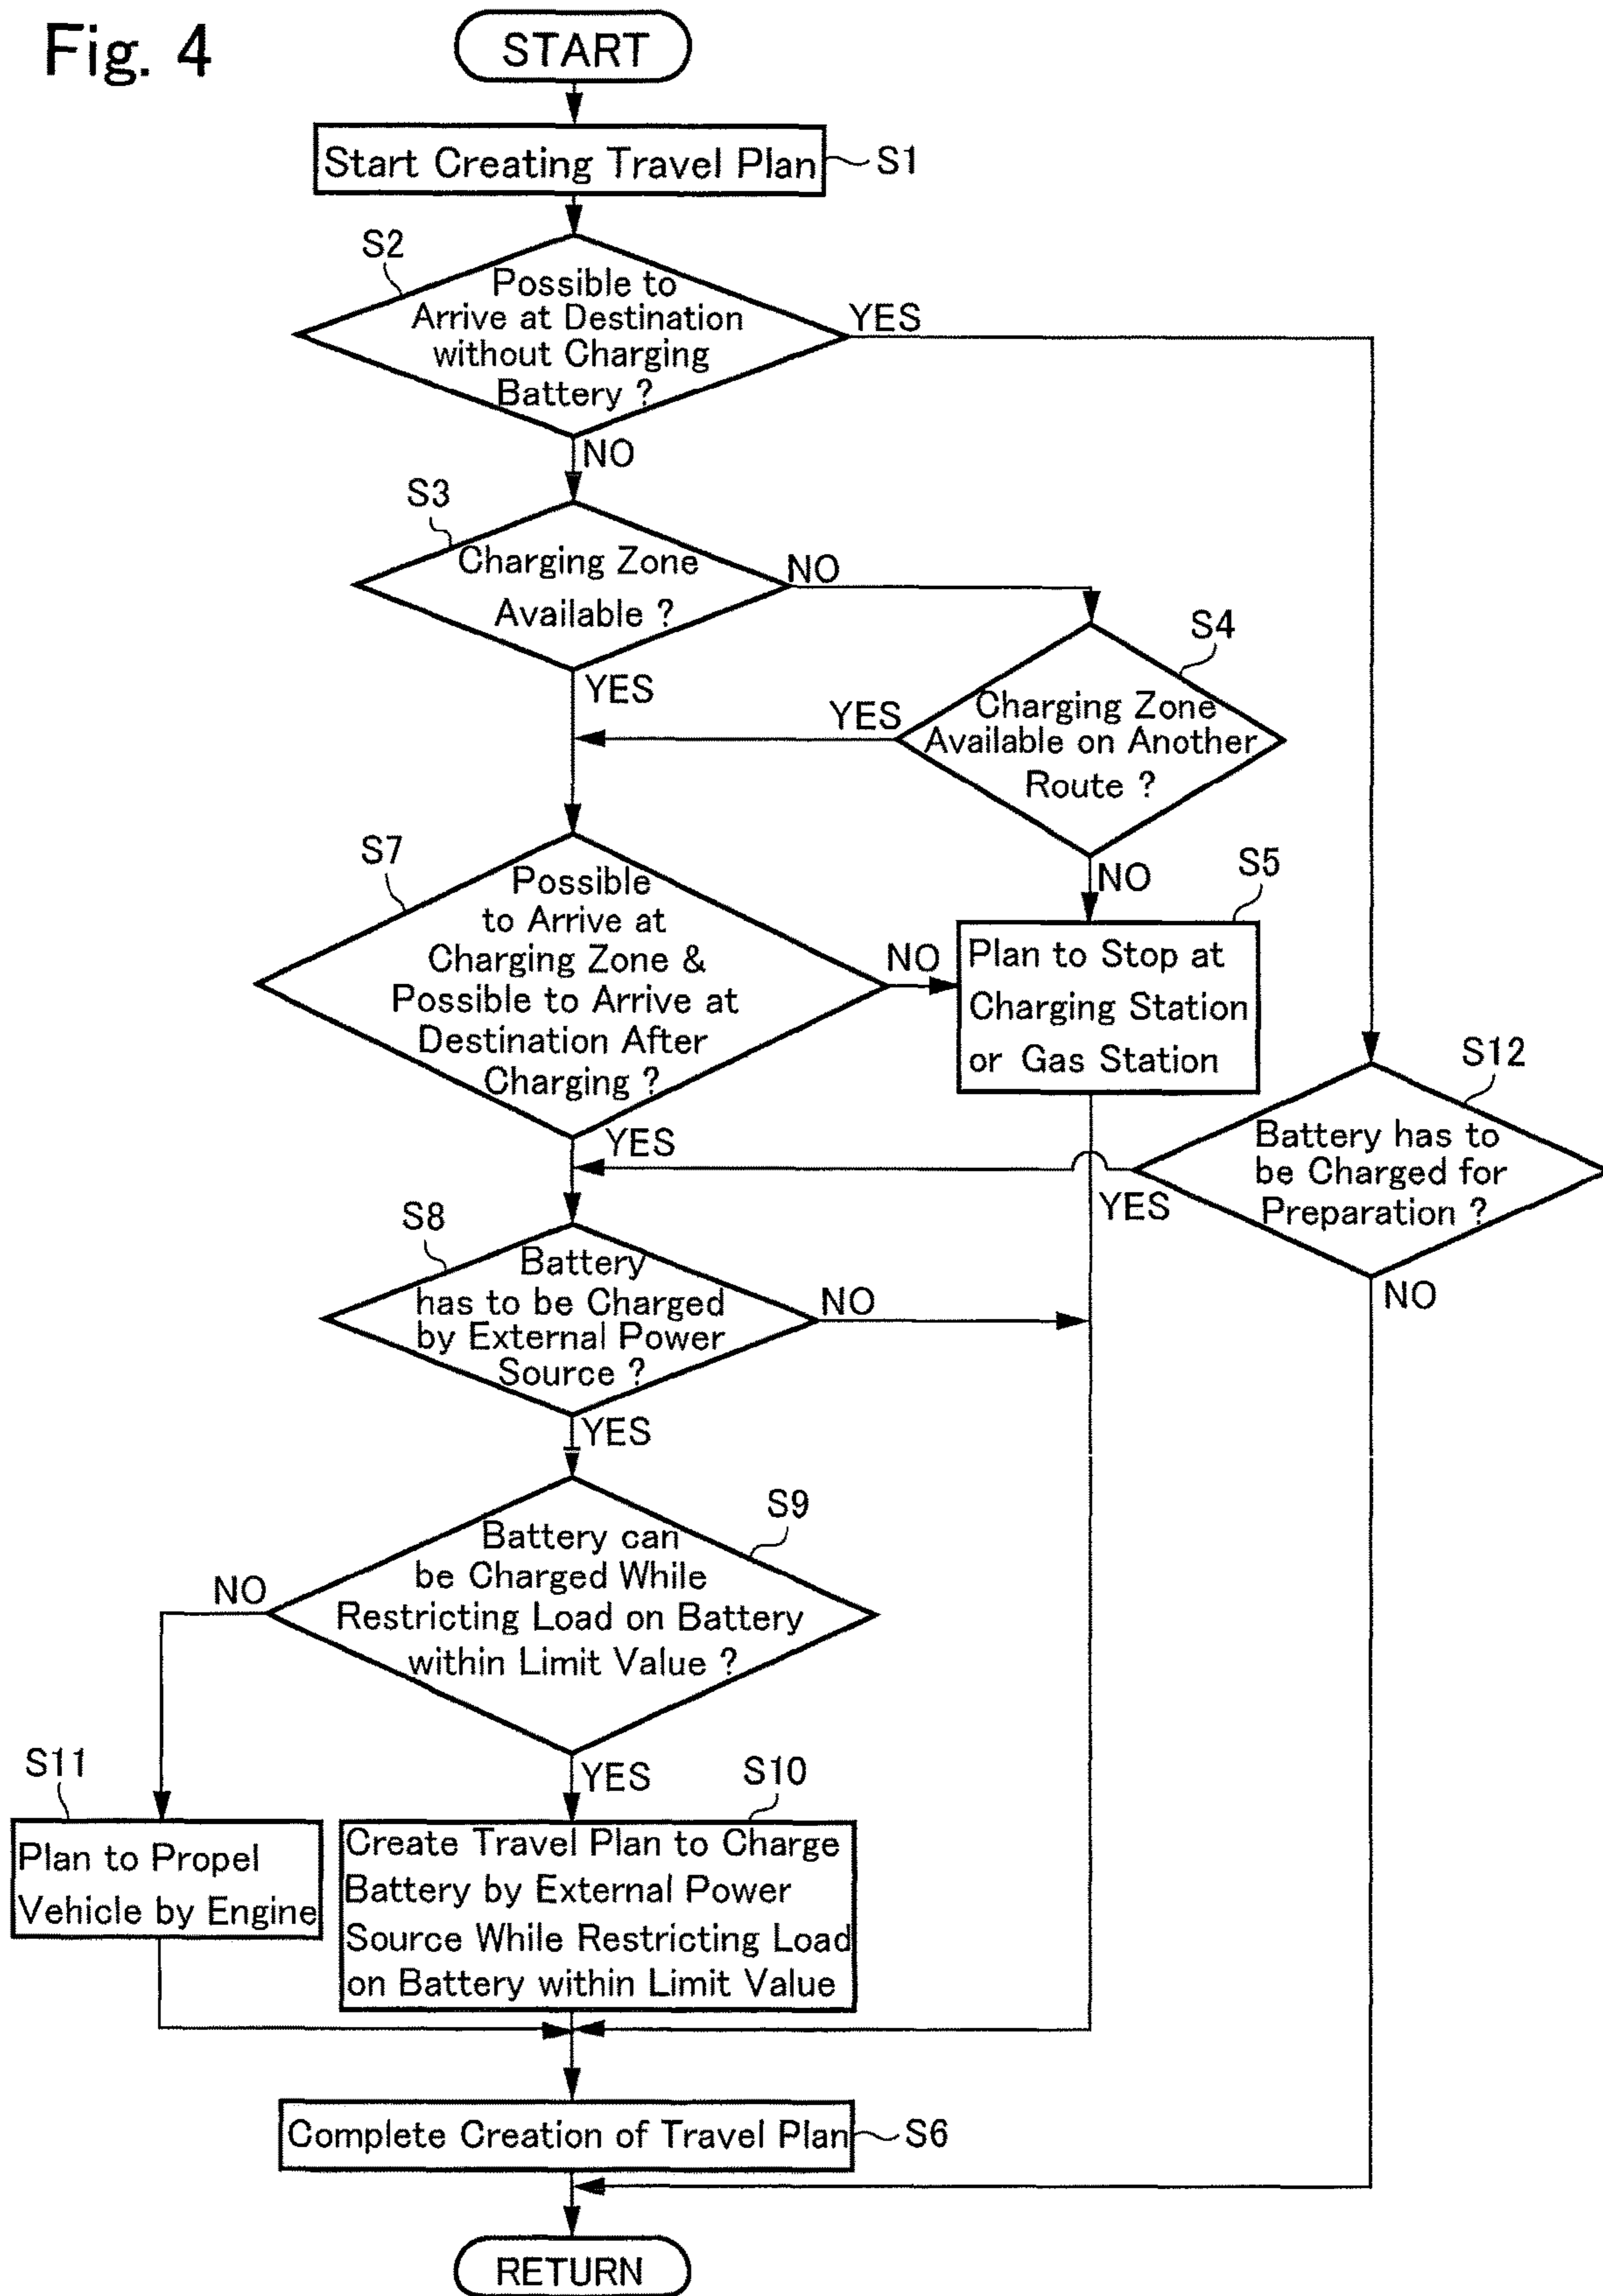 Fig. 4
START
Start Creating Travel Plan
S1
S2
Possible to
Arrive at Destination
without Charging
Battery ?
YES
NO
S3
Charging Zone
Available ?
NO
YES
S4
Charging Zone
Available on Another
Route ?
YES
NO
S7
Possible
to Arrive at
Charging Zone &
Possible to Arrive at
Destination After
Charging ?
NO
YES
S5
Plan to Stop at
Charging Station
or Gas Station
S12
Battery has to
be Charged for
Preparation ?
YES
NO
S8
Battery
has to be Charged
by External Power
Source ?
NO
YES
S9
Battery can
be Charged While
Restricting Load on Battery
within Limit Value ?
NO
YES
S11
Plan to Propel
Vehicle by Engine
S10
Create Travel Plan to Charge
Battery by External Power
Source While Restricting Load
on Battery within Limit Value
Complete Creation of Travel Plan
S6
RETURN